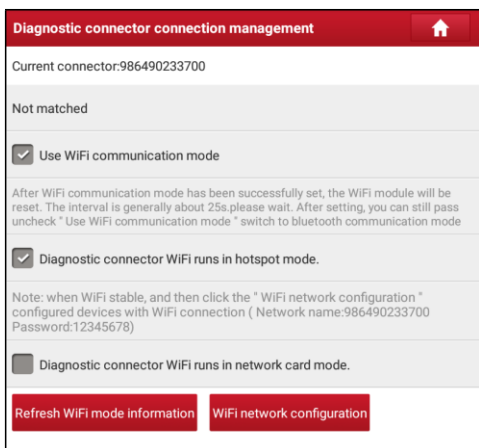 Diagnostic connector connection management
Current connector:986490233700
Not matched
Use WiFi communication mode
After WiFi communication mode has been successfully set, the WiFi module will be
reset. The interval is generally about 25s.please wait. After setting, you can still pass
uncheck " Use WiFi communication mode " switch to bluetooth communication mode
Diagnostic connector WiFi runs in hotspot mode.
Note: when WiFi stable, and then click the " WiFi network configuration "
configured devices with WiFi connection ( Network name:986490233700
Password:12345678)
Diagnostic connector WiFi runs in network card mode.
Refresh WiFi mode information WiFi network configuration